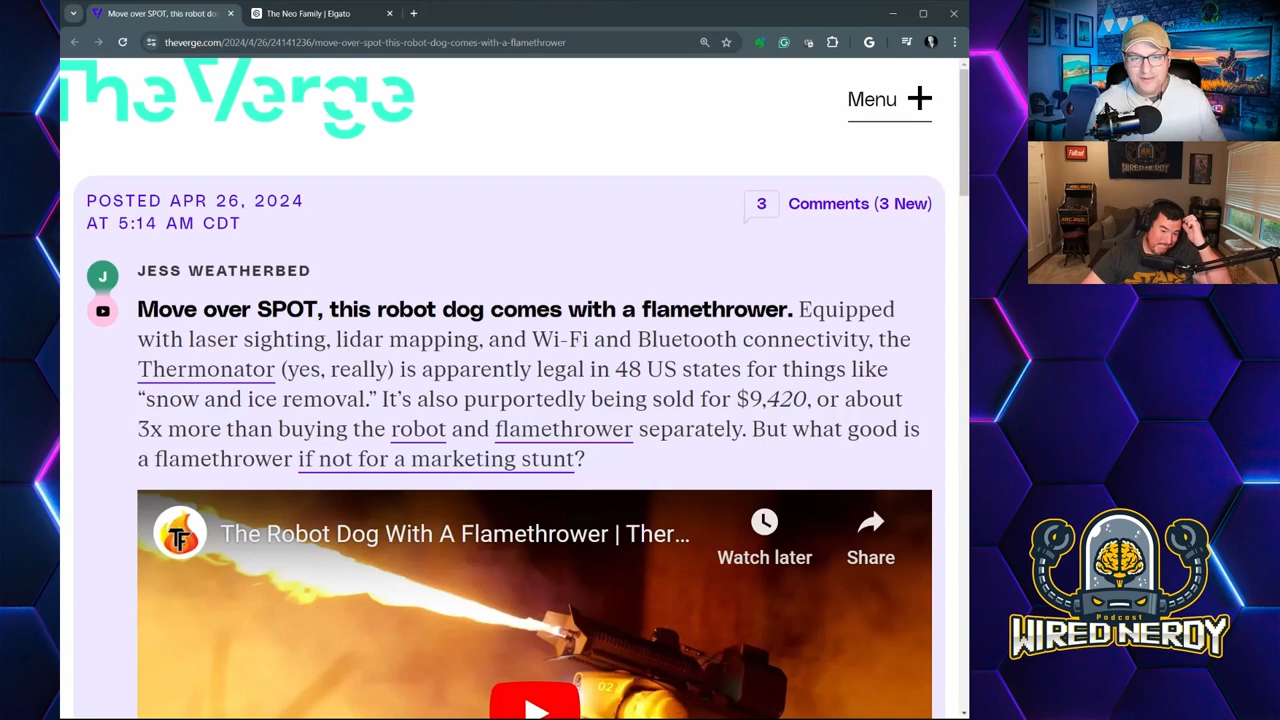 Move over SPOT, this robot do
The Neo Family | Elgato
theverge.com/2024/4/26/24141236/move-over-spot-this-robot-dog-comes-with-a-flamethrower
The Verge
Menu
POSTED APR 26, 2024
AT 5:14 AM CDT
3 Comments (3 New)
J
JESS WEATHERBED
Move over SPOT, this robot dog comes with a flamethrower. Equipped
with laser sighting, lidar mapping, and Wi-Fi and Bluetooth connectivity, the
Thermonator (yes, really) is apparently legal in 48 US states for things like
“snow and ice removal.” It’s also purportedly being sold for $9,420, or about
3x more than buying the robot and flamethrower separately. But what good is
a flamethrower if not for a marketing stunt?
TF
The Robot Dog With A Flamethrower | Ther...
Watch later
Share
02
Fallout
WIRED NERDY
ARCADE
STAR
Podcast
WIRED NERDY